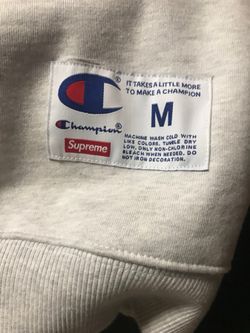 IT TAKES A LITTLE MORE
TO MAKE A CHAMPION
®
M
Champion®
Supreme
MACHINE WASH COLD WITH
LIKE COLORS. TUMBLE DRY
LOW, ONLY NON-CHLORINE
BLEACH WHEN NEEDED. DO
NOT IRON DECORATION.